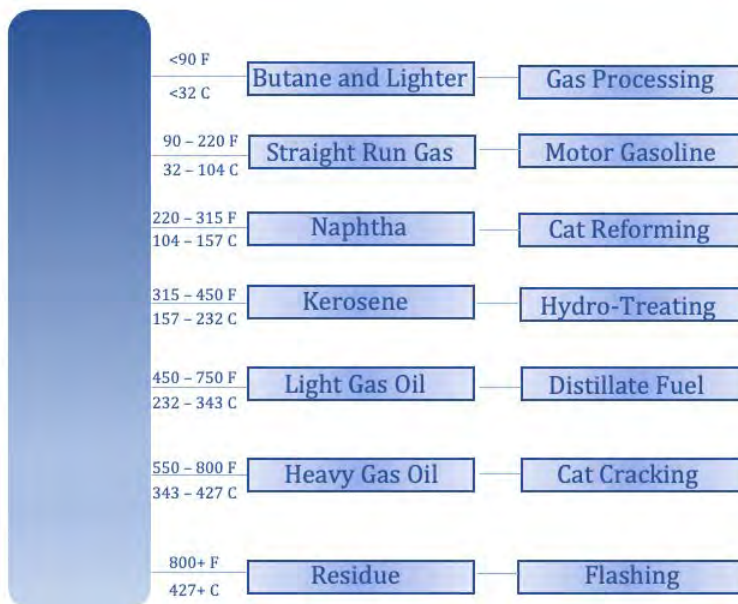 <90 F
<32 C
Butane and Lighter
Gas Processing
90 – 220 F
32 – 104 C
Straight Run Gas
Motor Gasoline
220 – 315 F
104 – 157 C
Naphtha
Cat Reforming
315 – 450 F
157 – 232 C
Kerosene
Hydro-Treating
450 – 750 F
232 – 343 C
Light Gas Oil
Distillate Fuel
550 – 800 F
343 – 427 C
Heavy Gas Oil
Cat Cracking
800+ F
427+ C
Residue
Flashing